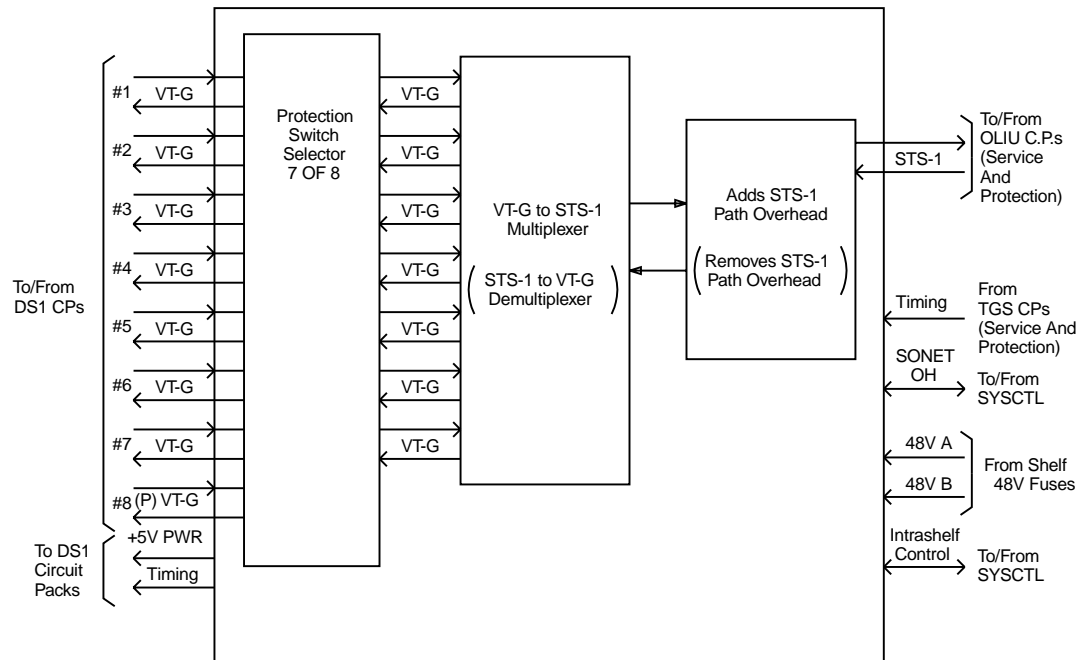 To/From
DS1 CPs
#1
VT-G
#2
VT-G
#3
VT-G
#4
VT-G
#5
VT-G
#6
VT-G
#7
VT-G
#8
(P) VT-G
To DS1
Circuit
Packs
+5V PWR
Timing
Protection
Switch
Selector
7 OF 8
VT-G
VT-G
VT-G
VT-G
VT-G
VT-G
VT-G
VT-G to STS-1
Multiplexer
( STS-1 to VT-G
Demultiplexer )
Adds STS-1
Path Overhead
( Removes STS-1
Path Overhead )
STS-1
To/From
OLIU C.P.s
(Service
And
Protection)
Timing
From
TGS CPs
(Service And
Protection)
SONET
OH
To/From
SYSCTL
48V A
48V B
From Shelf
48V Fuses
Intrashelf
Control
To/From
SYSCTL